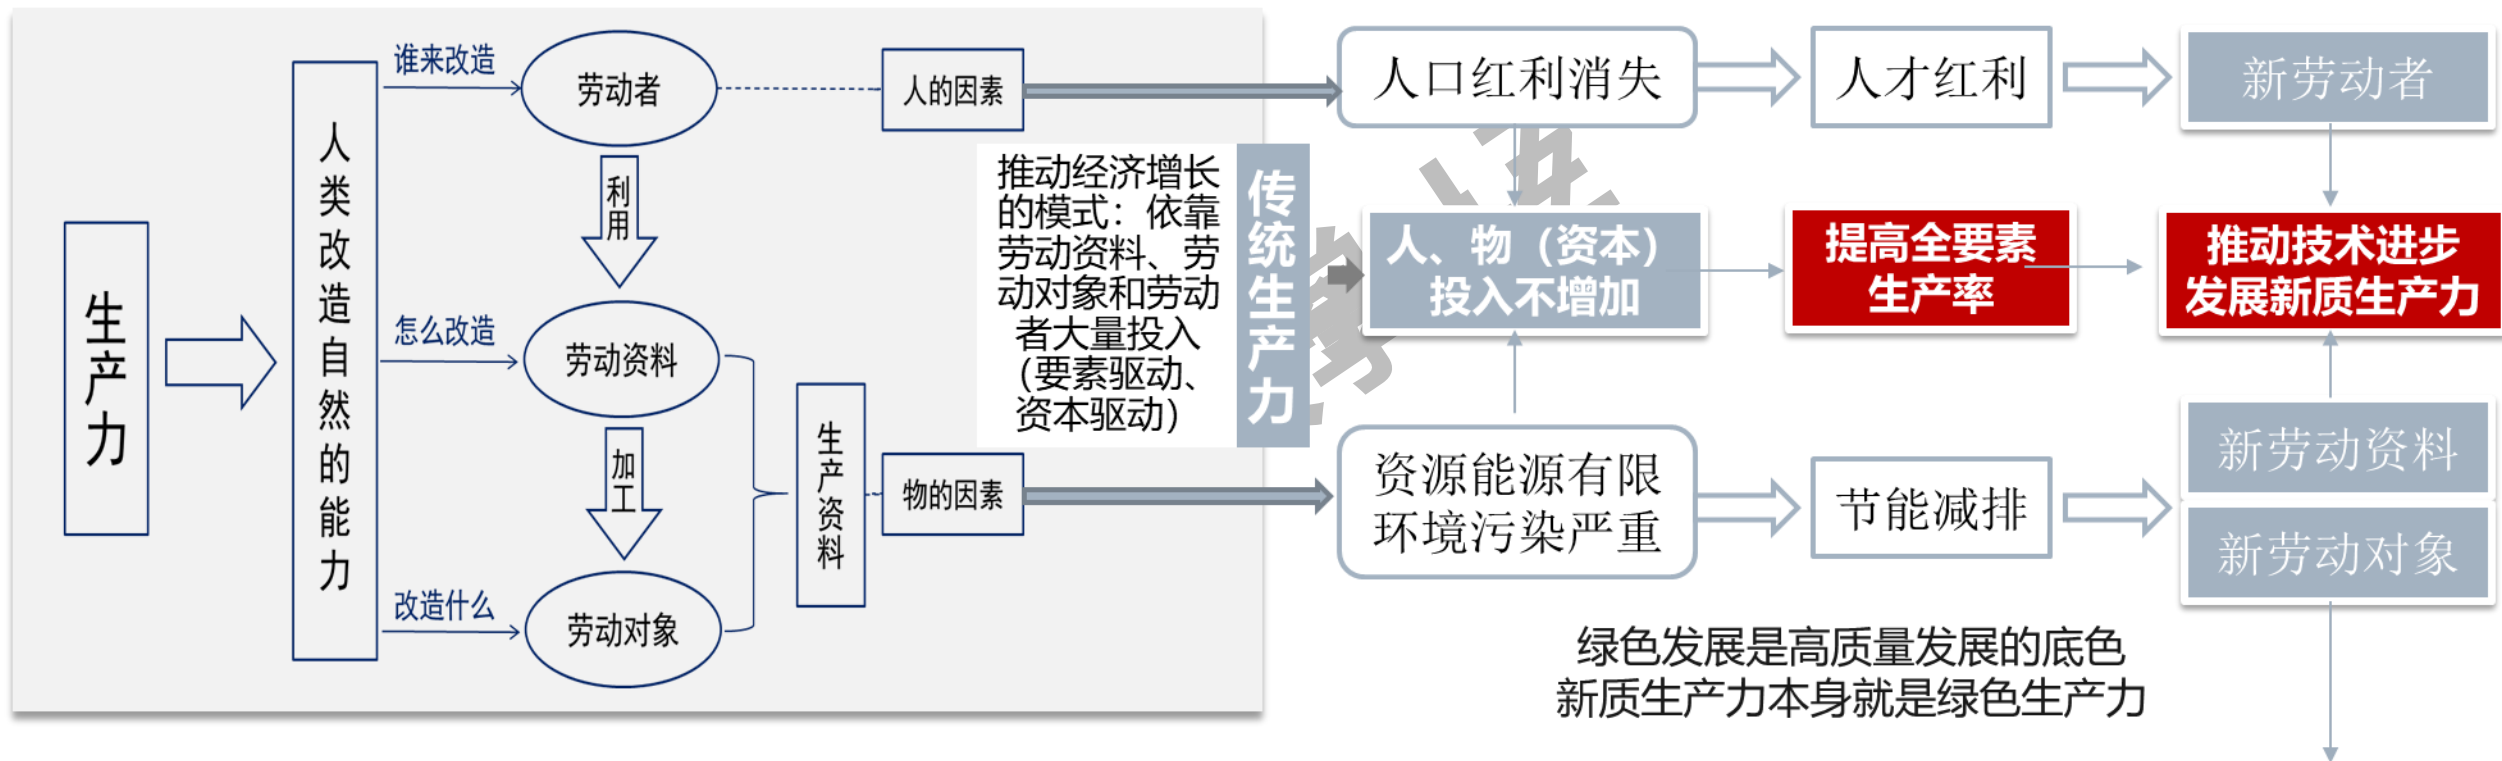 生产力
人类改造自然的能力
谁来改造
怎么改造
改造什么
劳动者
利用
劳动资料
加工
劳动对象
生产资料
人的因素
物的因素
推动经济增长
的模式：依靠
劳动资料、劳
动对象和劳动
者大量投入
（要素驱动、
资本驱动）
传统生产力
人口红利消失
人才红利
新劳动者
人、物（资本）
投入不增加
提高全要素
生产率
推动技术进步
发展新质生产力
资源能源有限
环境污染严重
节能减排
新劳动资料
新劳动对象
绿色发展是高质量发展的底色
新质生产力本身就是绿色生产力